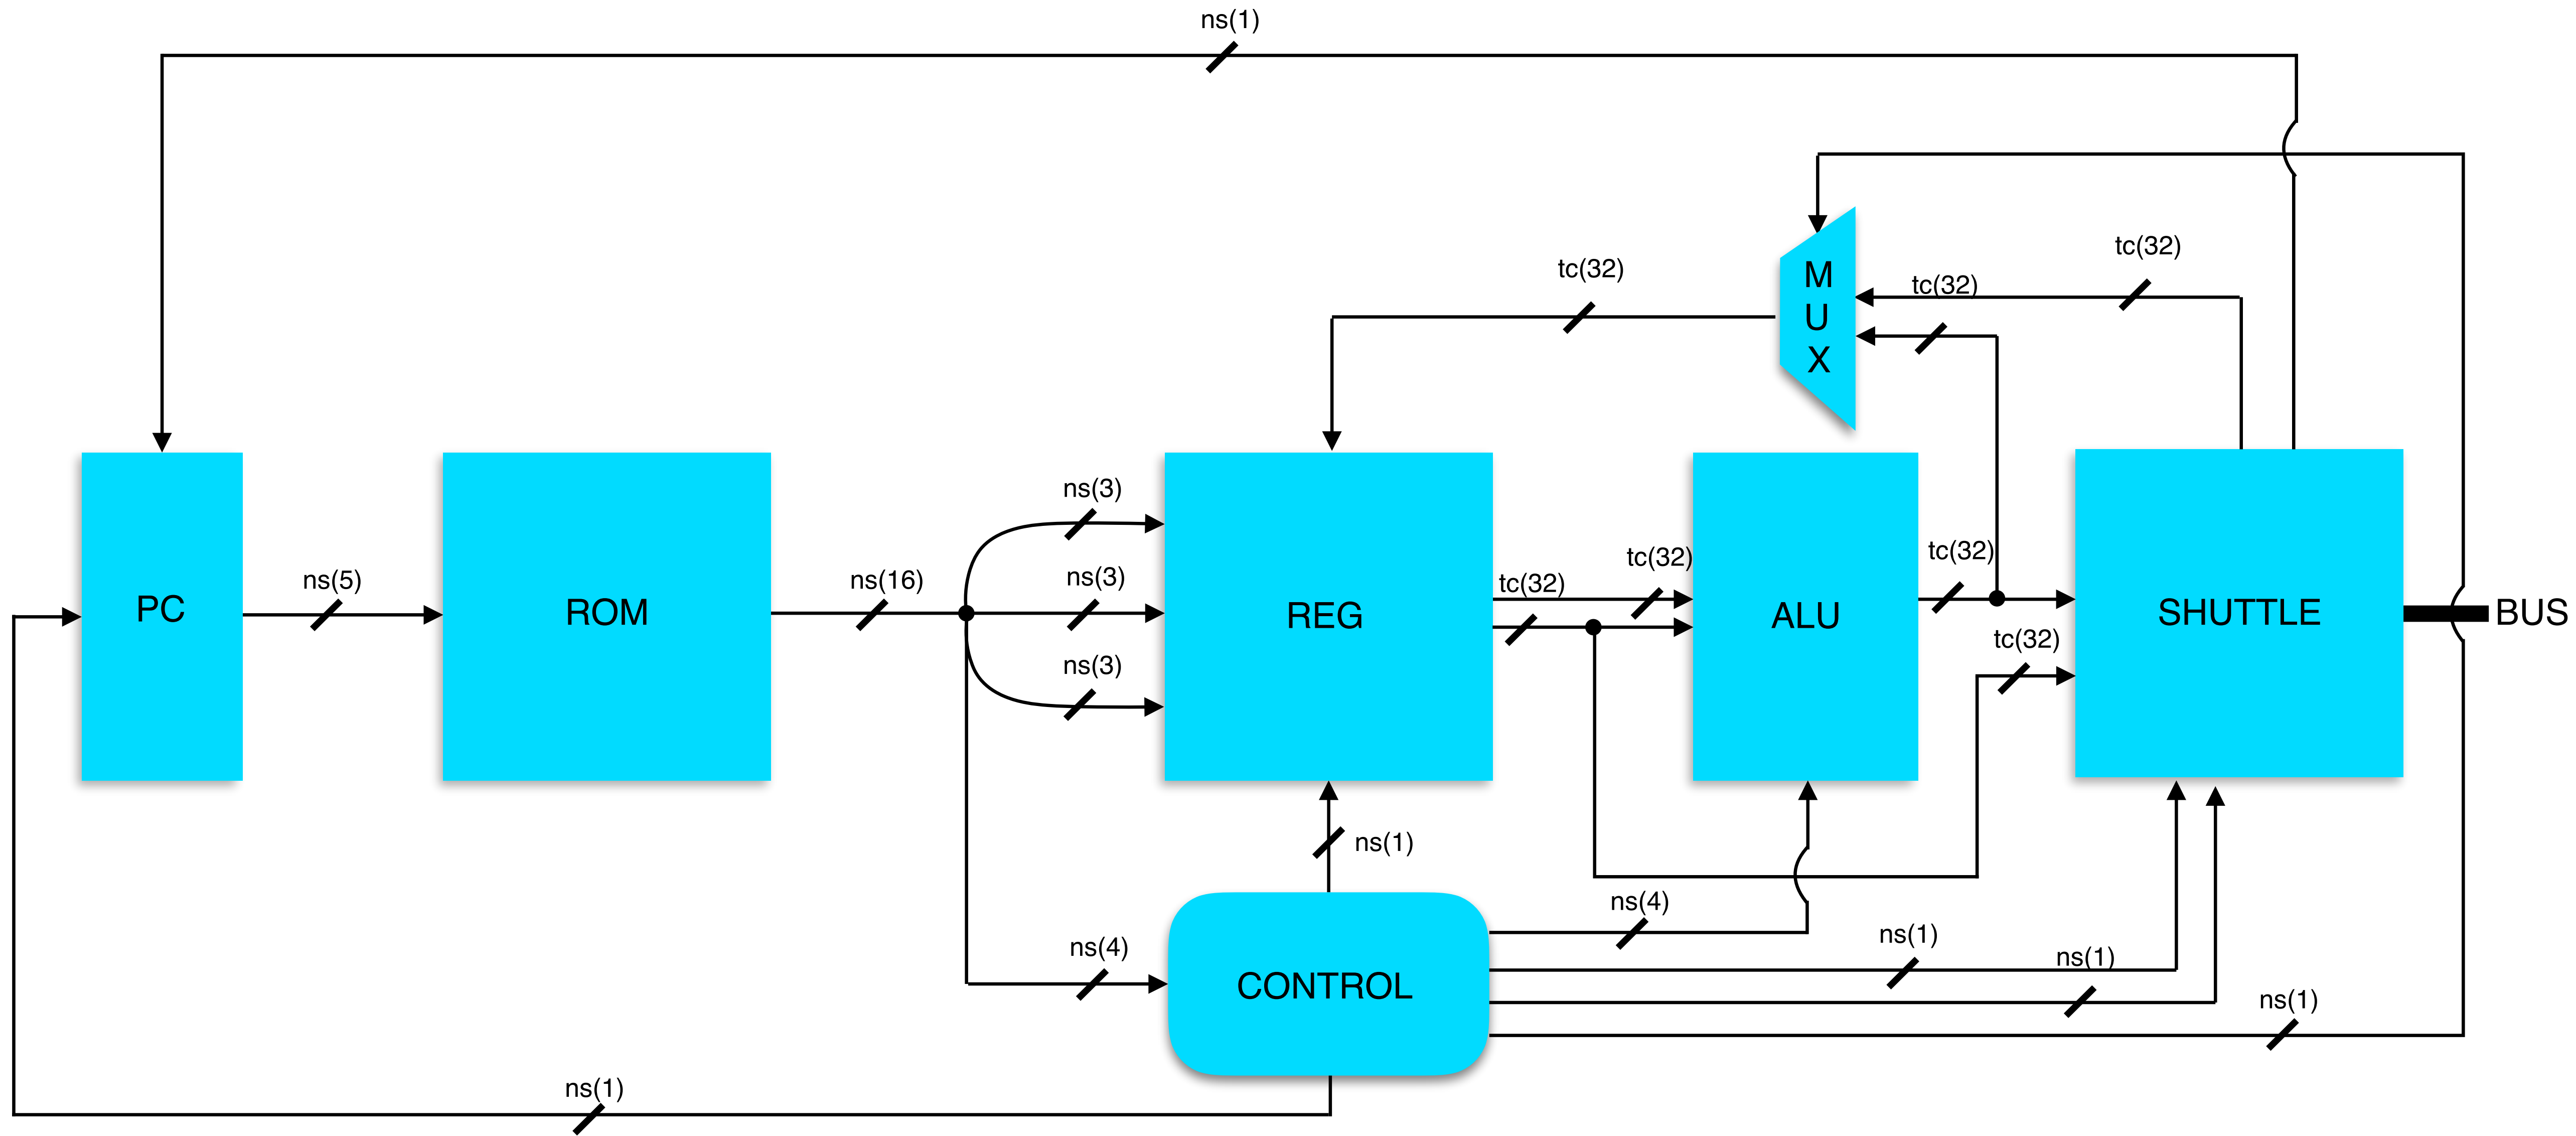 ns(1)
tc(32)
tc(32)
tc(32)
M
U
X
ns(3)
ns(3)
ns(3)
ns(5)
ns(16)
tc(32)
tc(32)
tc(32)
tc(32)
PC
ROM
REG
ALU
SHUTTLE
BUS
ns(1)
ns(4)
ns(4)
ns(1)
ns(1)
ns(1)
CONTROL
ns(1)